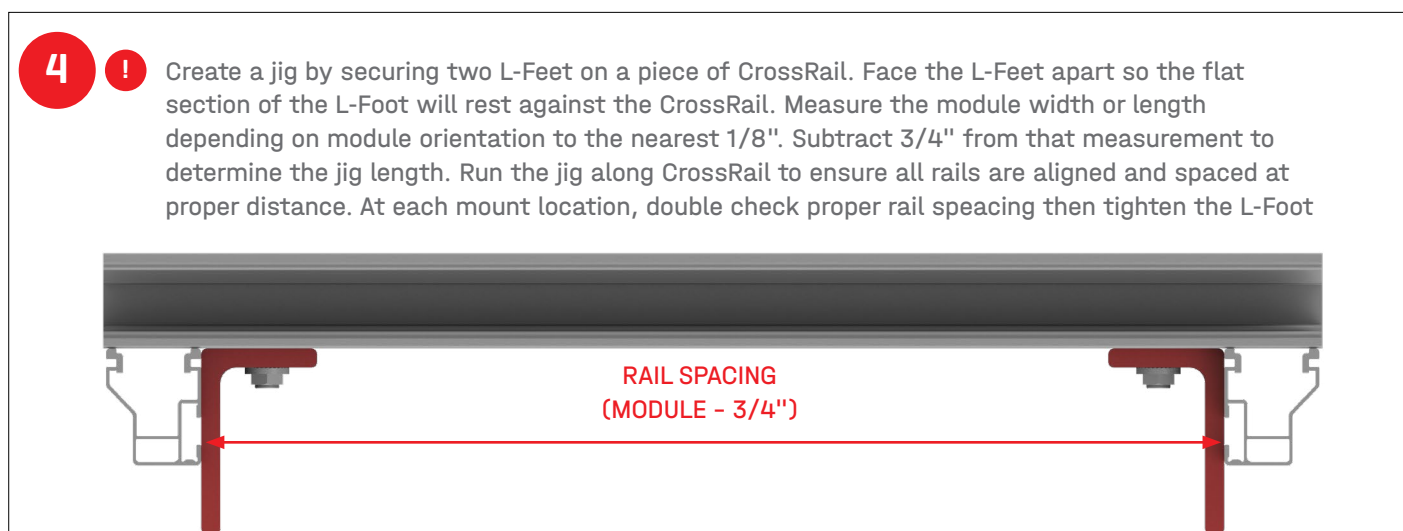 4 ! Create a jig by securing two L-Feet on a piece of CrossRail. Face the L-Feet apart so the flat
section of the L-Foot will rest against the CrossRail. Measure the module width or length
depending on module orientation to the nearest 1/8". Subtract 3/4" from that measurement to
determine the jig length. Run the jig along CrossRail to ensure all rails are aligned and spaced at
proper distance. At each mount location, double check proper rail speacing then tighten the L-Foot
RAIL SPACING
(MODULE - 3/4")